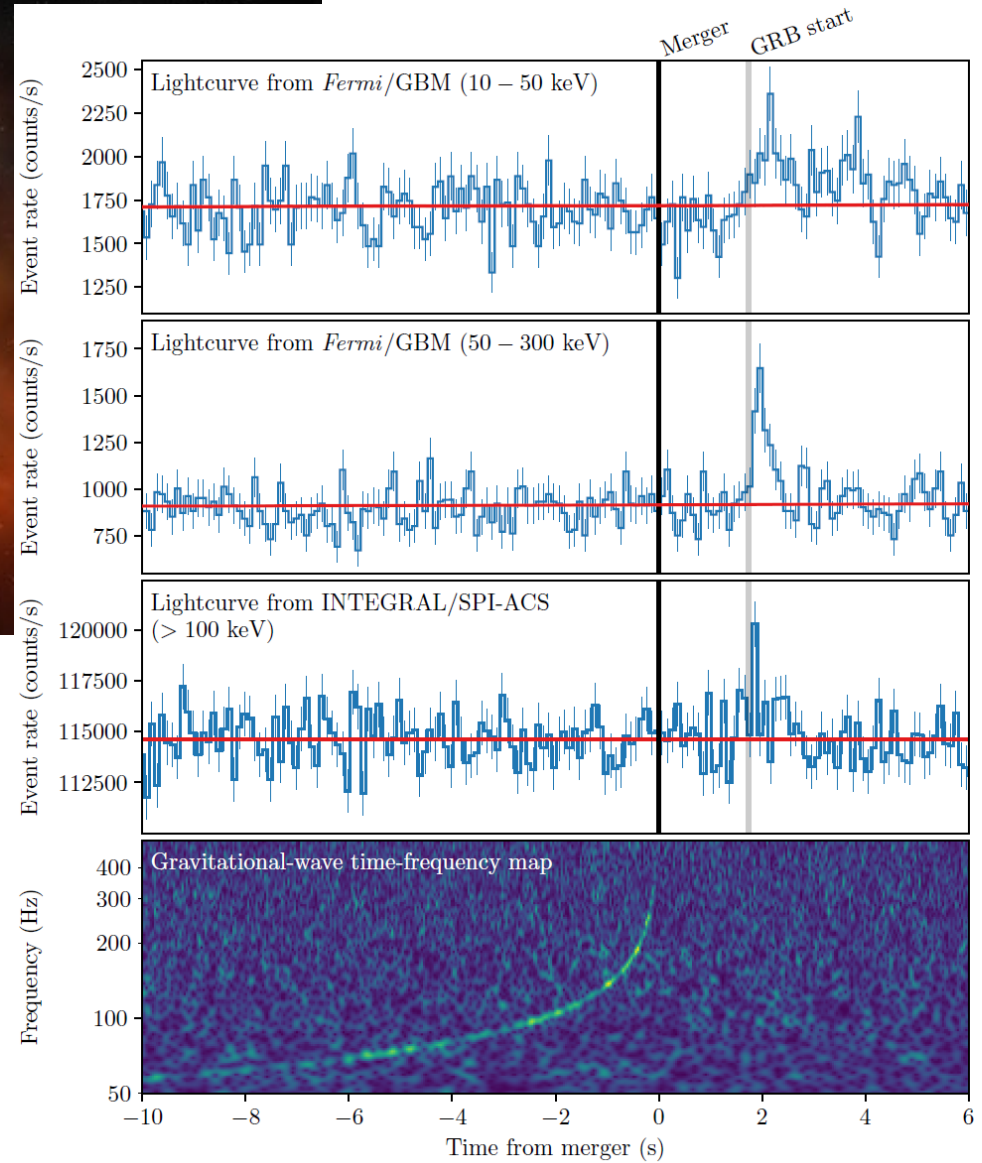 Merger
GRB start
Lightcurve from Fermi/GBM (10 − 50 keV)
Event rate (counts/s)
2500
2250
2000
1750
1500
1250
Lightcurve from Fermi/GBM (50 − 300 keV)
Event rate (counts/s)
1750
1500
1250
1000
750
Lightcurve from INTEGRAL/SPI-ACS
(> 100 keV)
Event rate (counts/s)
120000
117500
115000
112500
Gravitational-wave time-frequency map
Frequency (Hz)
400
300
200
100
50
−10 −8 −6 −4 −2 0 2 4 6
Time from merger (s)